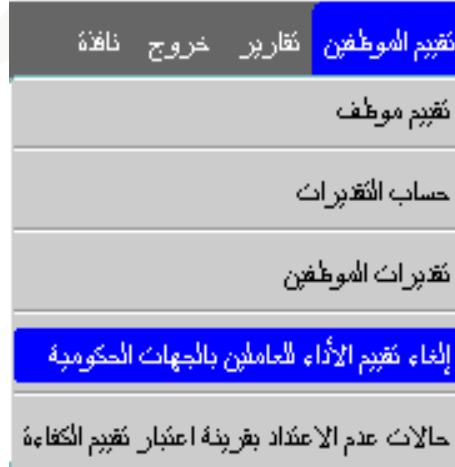 تقييم الموظفين تقارير خروج نافذة
تقييم موظف
حساب التقديرات
تقديرات الموظفين
إلغاء تقييم الأداء للعاملين بالجهات الحكومية
حالات عدم الاعتداد بقرينة اعتبار تقييم الكفاءة